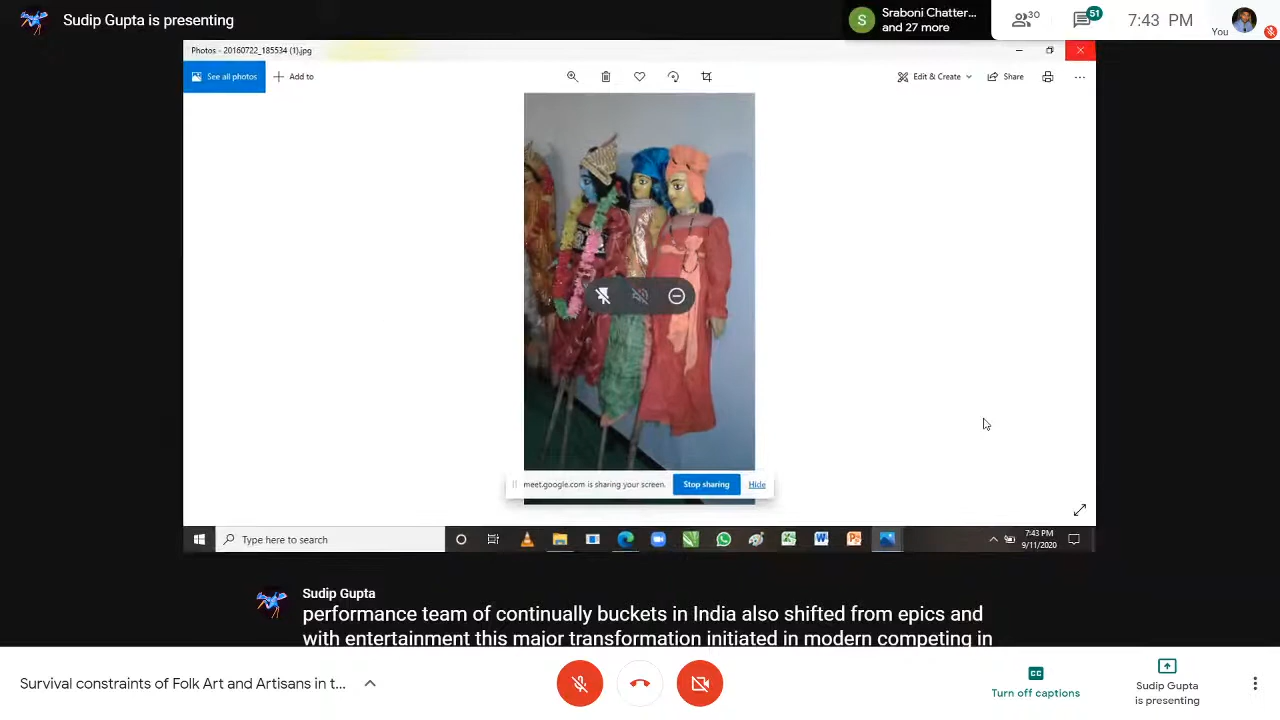 Sudip Gupta is presenting
S
Sraboni Chatter...
and 27 more
30
51
7:43 PM
You
Photos - 20160722_185534 (1).jpg
See all photos
Add to
Edit & Create
Share
meet.google.com is sharing your screen.
Stop sharing
Hide
Type here to search
7:43 PM
9/11/2020
Sudip Gupta
performance team of continually buckets in India also shifted from epics and
with entertainment this major transformation initiated in modern competing in
Survival constraints of Folk Art and Artisans in t...
CC
Turn off captions
Sudip Gupta
is presenting